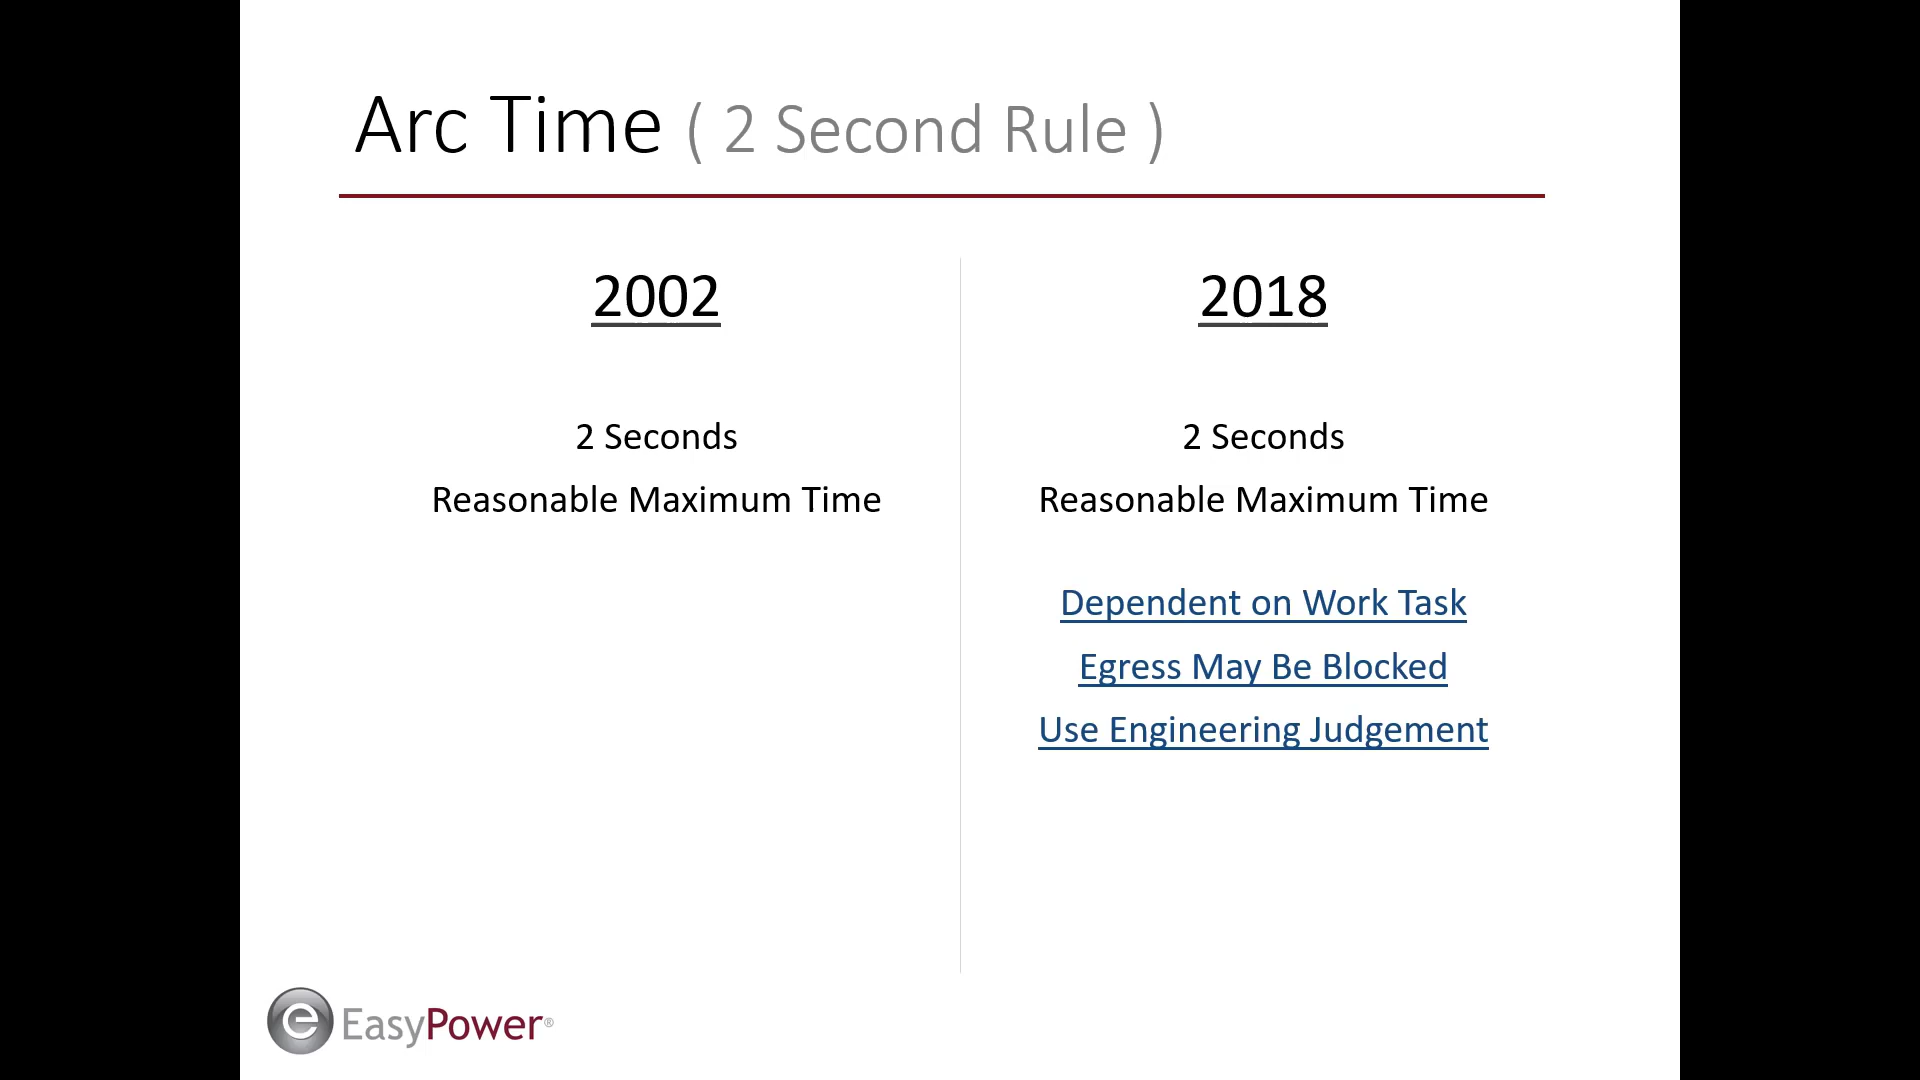 Arc Time ( 2 Second Rule )
2002
2 Seconds
Reasonable Maximum Time
2018
2 Seconds
Reasonable Maximum Time
Dependent on Work Task
Egress May Be Blocked
Use Engineering Judgement
e EasyPower®